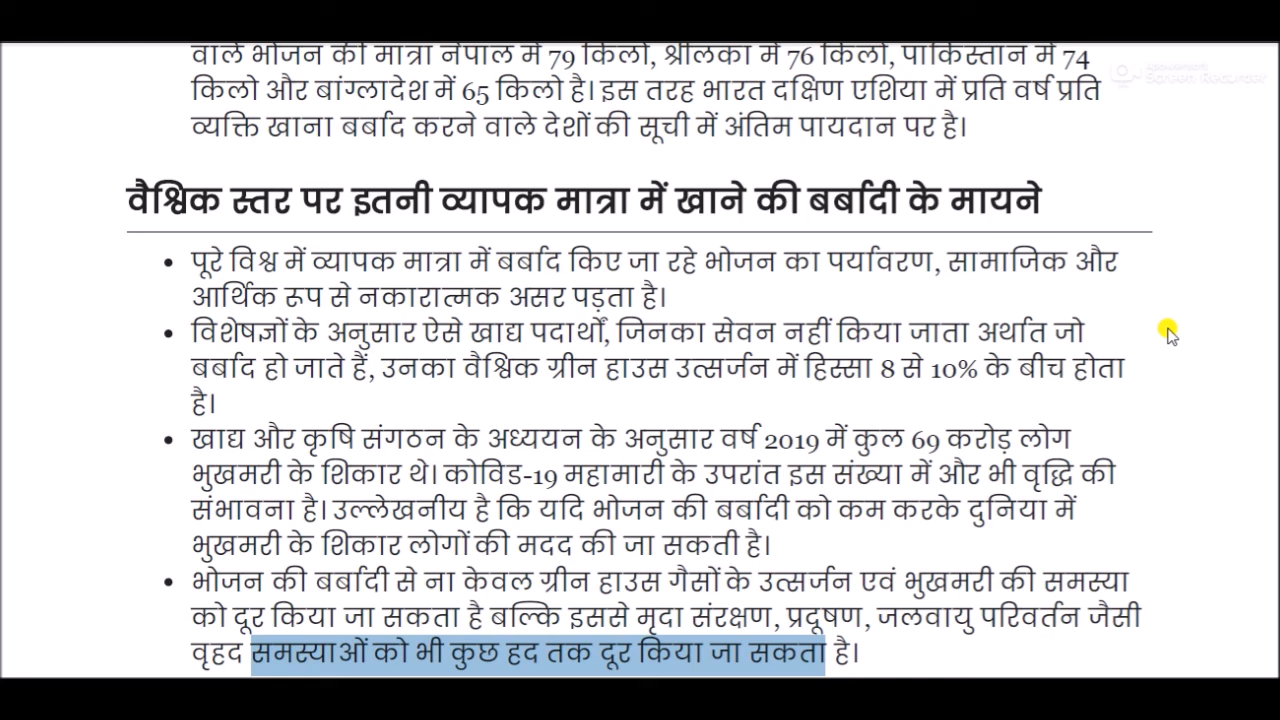 वाले भोजन की मात्रा नेपाल में 79 किलो, श्रीलंका में 76 किलो, पाकिस्तान में 74
किलो और बांग्लादेश में 65 किलो है। इस तरह भारत दक्षिण एशिया में प्रति वर्ष प्रति
व्यक्ति खाना बर्बाद करने वाले देशों की सूची में अंतिम पायदान पर है।
Screen Recorder
वैश्विक स्तर पर इतनी व्यापक मात्रा में खाने की बर्बादी के मायने
• पूरे विश्व में व्यापक मात्रा में बर्बाद किए जा रहे भोजन का पर्यावरण, सामाजिक और
आर्थिक रूप से नकारात्मक असर पड़ता है।
• विशेषज्ञों के अनुसार ऐसे खाद्य पदार्थों, जिनका सेवन नहीं किया जाता अर्थात जो
बर्बाद हो जाते हैं, उनका वैश्विक ग्रीन हाउस उत्सर्जन में हिस्सा 8 से 10% के बीच होता
है।
• खाद्य और कृषि संगठन के अध्ययन के अनुसार वर्ष 2019 में कुल 69 करोड़ लोग
भुखमरी के शिकार थे। कोविड-19 महामारी के उपरांत इस संख्या में और भी वृद्धि की
संभावना है। उल्लेखनीय है कि यदि भोजन की बर्बादी को कम करके दुनिया में
भुखमरी के शिकार लोगों की मदद की जा सकती है।
• भोजन की बर्बादी से ना केवल ग्रीन हाउस गैसों के उत्सर्जन एवं भुखमरी की समस्या
को दूर किया जा सकता है बल्कि इससे मृदा संरक्षण, प्रदूषण, जलवायु परिवर्तन जैसी
वृहद समस्याओं को भी कुछ हद तक दूर किया जा सकता है।